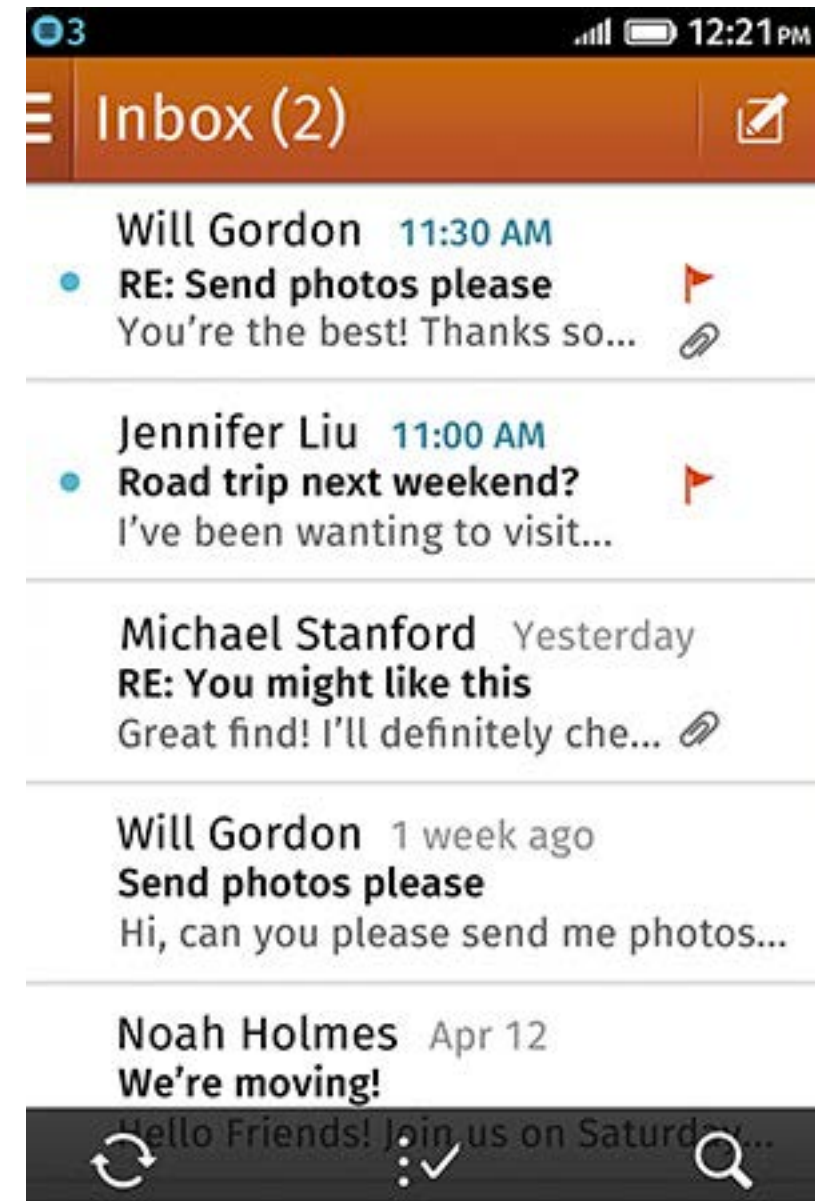 3 12:21 PM
Inbox (2)
Will Gordon 11:30 AM
RE: Send photos please
You're the best! Thanks so...
Jennifer Liu 11:00 AM
Road trip next weekend?
I've been wanting to visit...
Michael Stanford Yesterday
RE: You might like this
Great find! I'll definitely che...
Will Gordon 1 week ago
Send photos please
Hi, can you please send me photos...
Noah Holmes Apr 12
We're moving!
Hello Friends! Join us on Saturday...